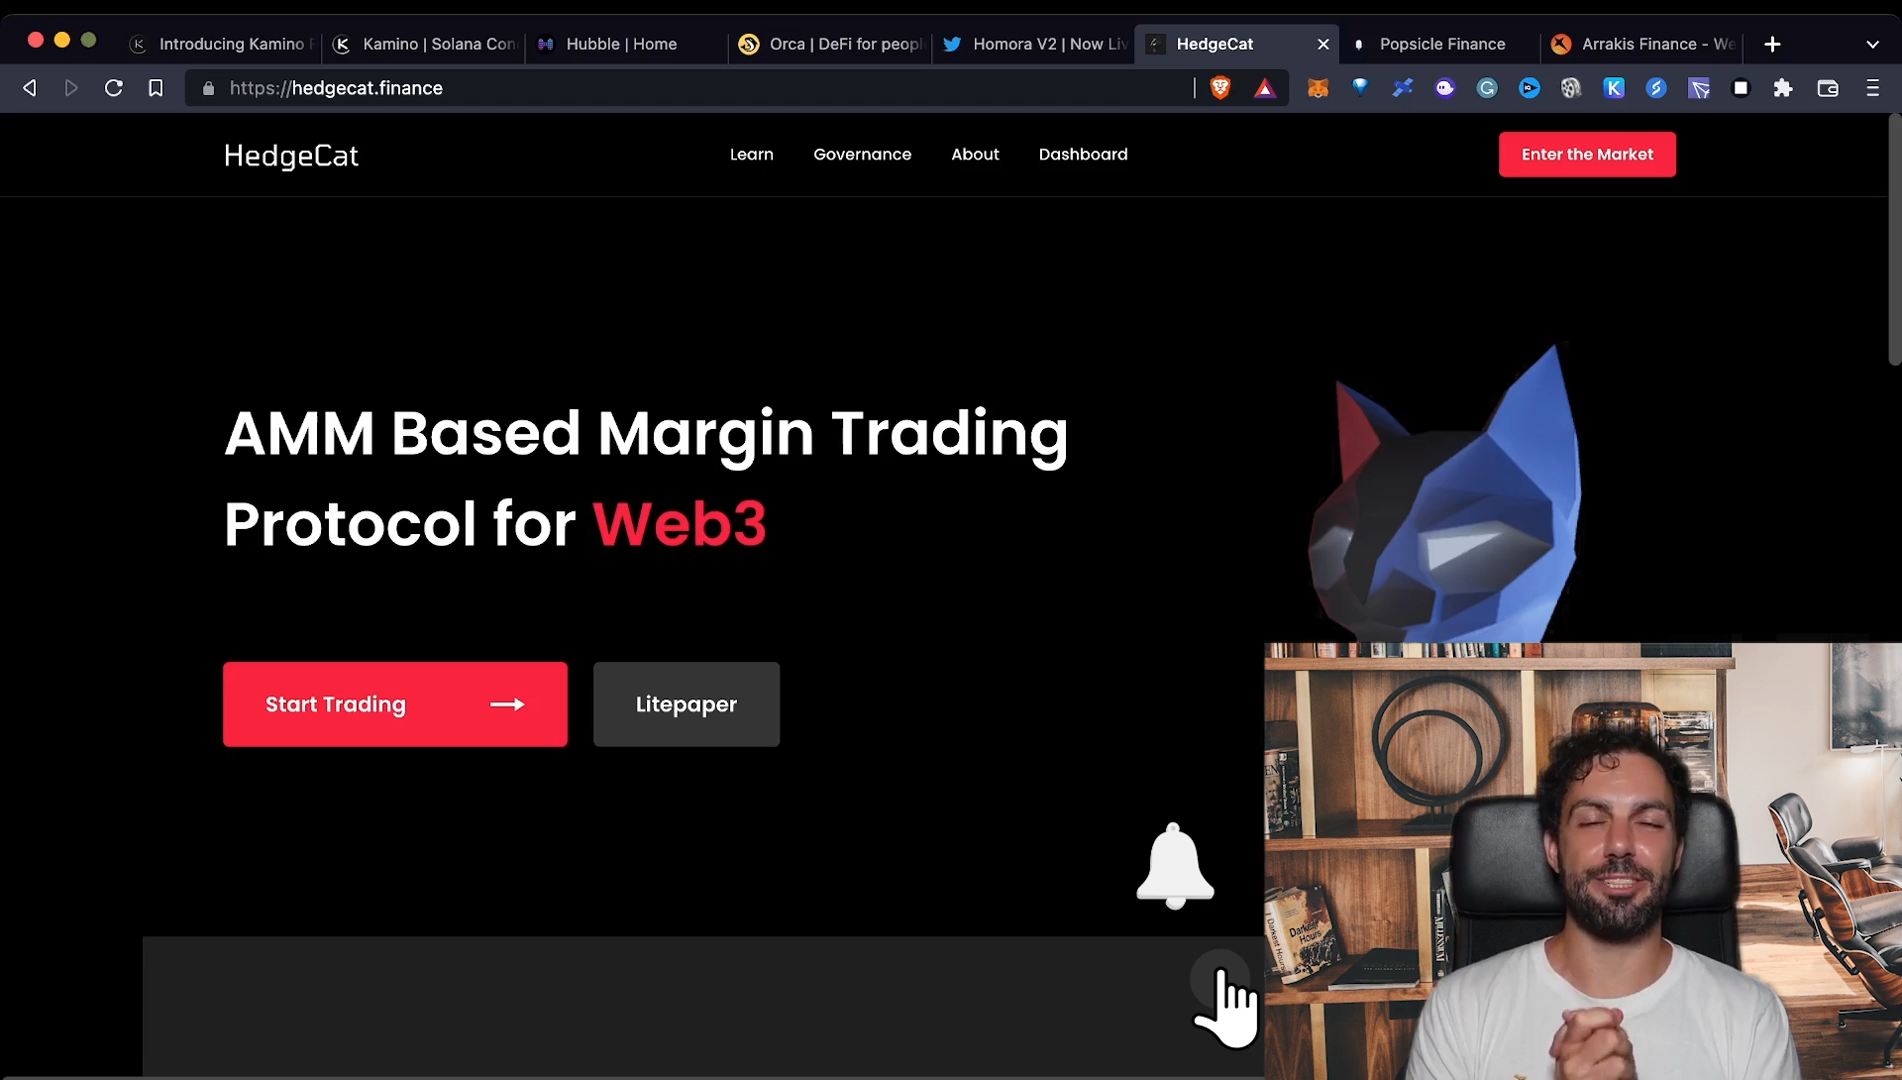 Introducing Kamino F
Kamino | Solana Con
Hubble | Home
Orca | DeFi for peopl
Homora V2 | Now Liv
HedgeCat
Popsicle Finance
Arrakis Finance - We
https://hedgecat.finance
HedgeCat
Learn
Governance
About
Dashboard
Enter the Market
AMM Based Margin Trading
Protocol for Web3
Start Trading
Litepaper
Darkest
Hours